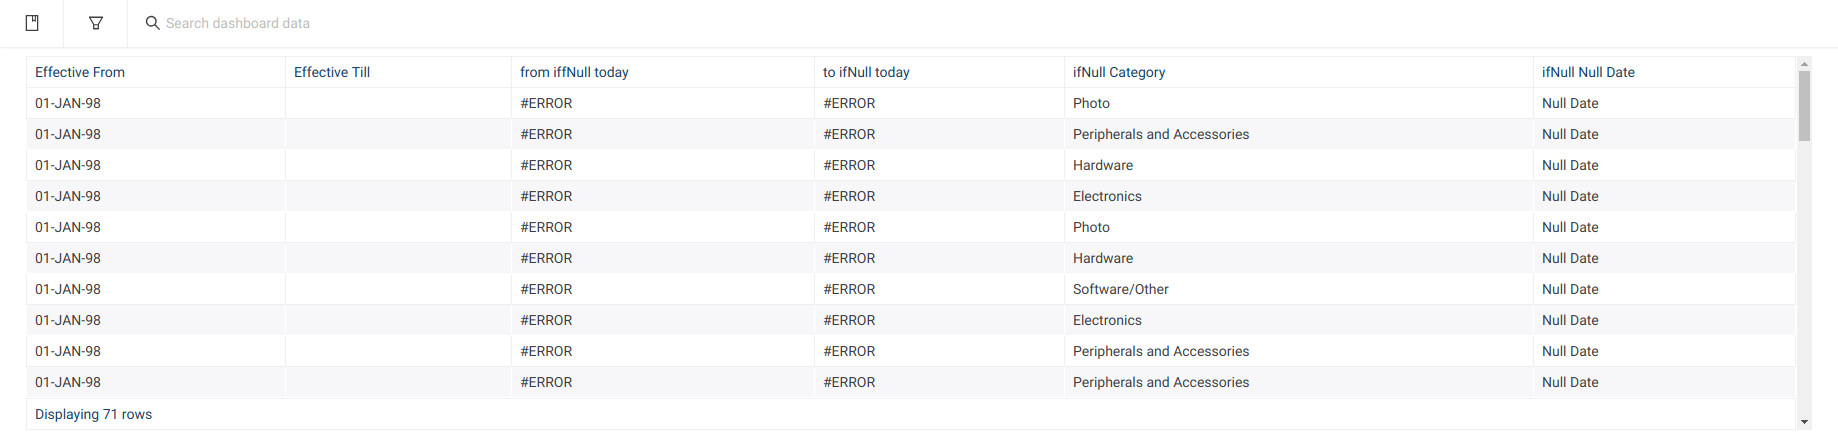 Search dashboard data
Effective From Effective Till from iffNull today to ifNull today ifNull Category ifNull Null Date
01-JAN-98 #ERROR #ERROR Photo Null Date
01-JAN-98 #ERROR #ERROR Peripherals and Accessories Null Date
01-JAN-98 #ERROR #ERROR Hardware Null Date
01-JAN-98 #ERROR #ERROR Electronics Null Date
01-JAN-98 #ERROR #ERROR Photo Null Date
01-JAN-98 #ERROR #ERROR Hardware Null Date
01-JAN-98 #ERROR #ERROR Software/Other Null Date
01-JAN-98 #ERROR #ERROR Electronics Null Date
01-JAN-98 #ERROR #ERROR Peripherals and Accessories Null Date
01-JAN-98 #ERROR #ERROR Peripherals and Accessories Null Date
Displaying 71 rows